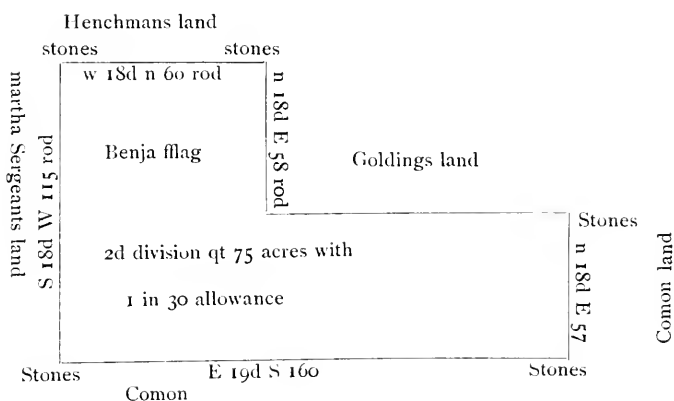 Henchmans land
stones
stones
w 18d n 60 rod
martha Sergeants land
S 18d W 115 rod
n 18d E 58 rod
Benja fflag
Goldings land
Stones
2d division qt 75 acres with
1 in 30 allowance
n 18d E 57
Comon land
Stones
E 19d S 160
Stones
Comon